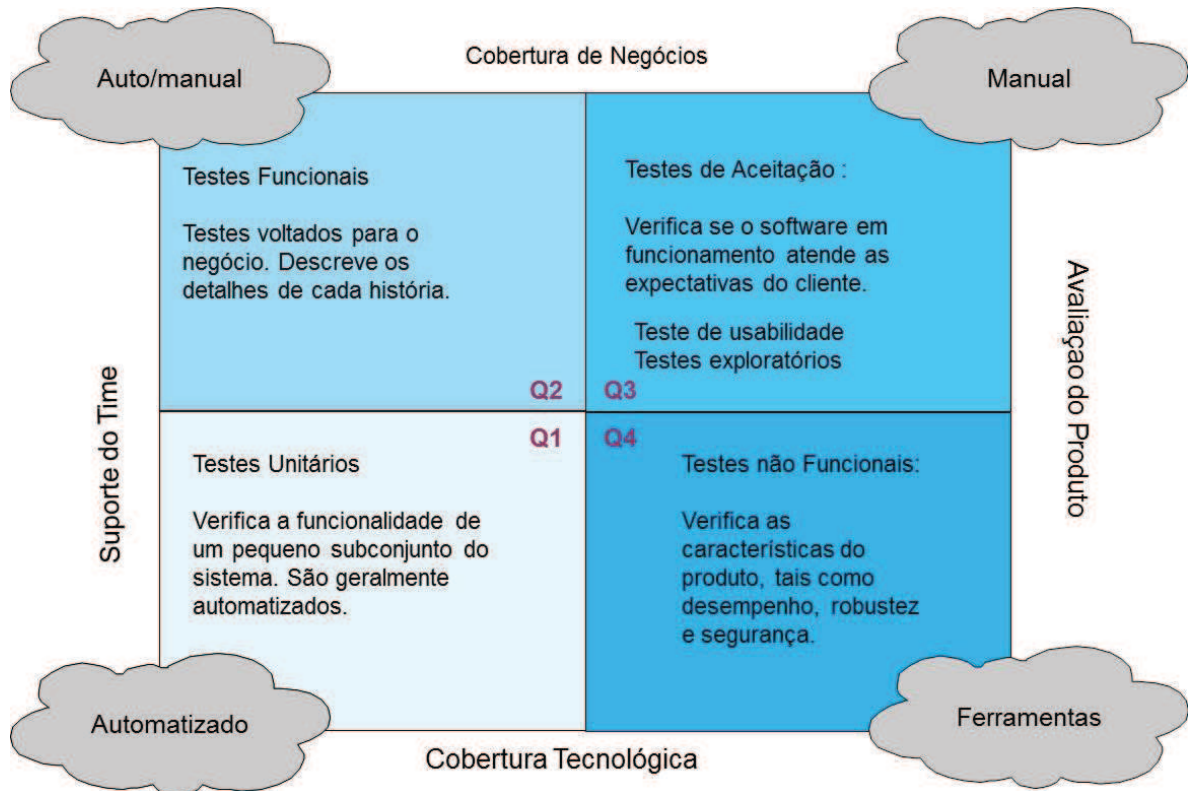 Cobertura de Negócios
Auto/manual
Manual
Testes Funcionais
Testes voltados para o
negócio. Descreve os
detalhes de cada história.
Q2
Testes de Aceitação :
Verifica se o software em
funcionamento atende as
expectativas do cliente.
Teste de usabilidade
Testes exploratórios
Q3
Suporte do Time
Avaliaçao do Produto
Q1
Testes Unitários
Verifica a funcionalidade de
um pequeno subconjunto do
sistema. São geralmente
automatizados.
Q4
Testes não Funcionais:
Verifica as
características do
produto, tais como
desempenho, robustez
e segurança.
Automatizado
Ferramentas
Cobertura Tecnológica